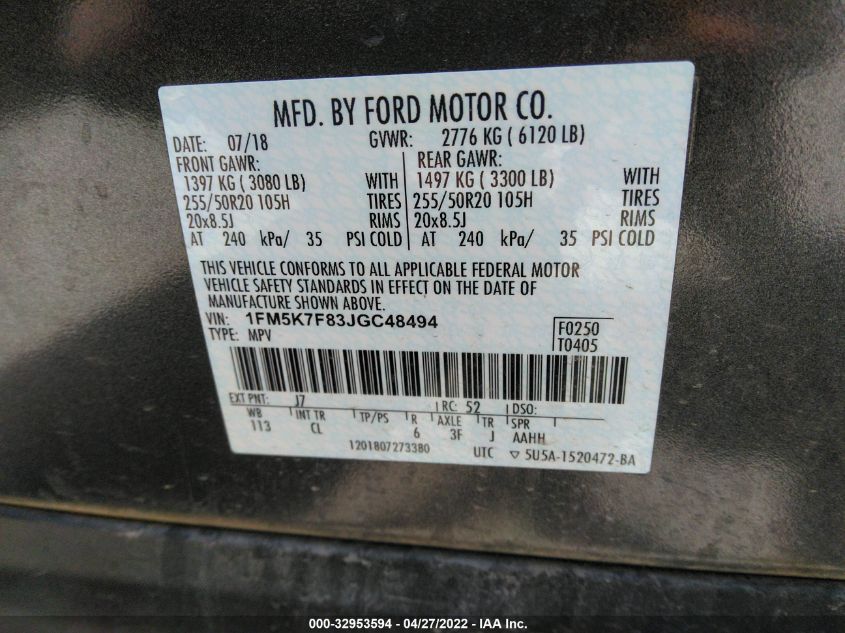 MFD. BY FORD MOTOR CO.
DATE: 07/18 GVWR: 2776 KG ( 6120 LB)
FRONT GAWR: REAR GAWR:
1397 KG ( 3080 LB) WITH 1497 KG ( 3300 LB) WITH
255/50R20 105H TIRES 255/50R20 105H TIRES
20x8.5J RIMS 20x8.5J RIMS
AT 240 kPa/ 35 PSI COLD AT 240 kPa/ 35 PSI COLD
THIS VEHICLE CONFORMS TO ALL APPLICABLE FEDERAL MOTOR
VEHICLE SAFETY STANDARDS IN EFFECT ON THE DATE OF
MANUFACTURE SHOWN ABOVE.
VIN: 1FM5K7F83JGC48494 F0250
TYPE: MPV T0405
EXT PNT: J7 RC: 52 DSO:
WB INT TR TP/PS R AXLE TR SPR
113 CL 6 3F J AAHH
1201807273380 UTC ▽ 5U5A-1520472-BA
000-32953594 - 04/27/2022 - IAA Inc.